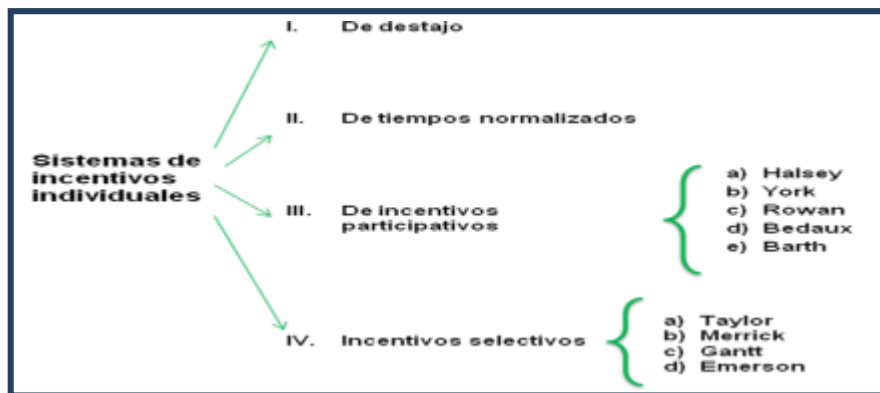 I. De destajo
II. De tiempos normalizados
Sistemas de
incentivos
individuales
III. De incentivos
participativos
a) Halsey
b) York
c) Rowan
d) Bedaux
e) Barth
IV. Incentivos selectivos
a) Taylor
b) Merrick
c) Gantt
d) Emerson